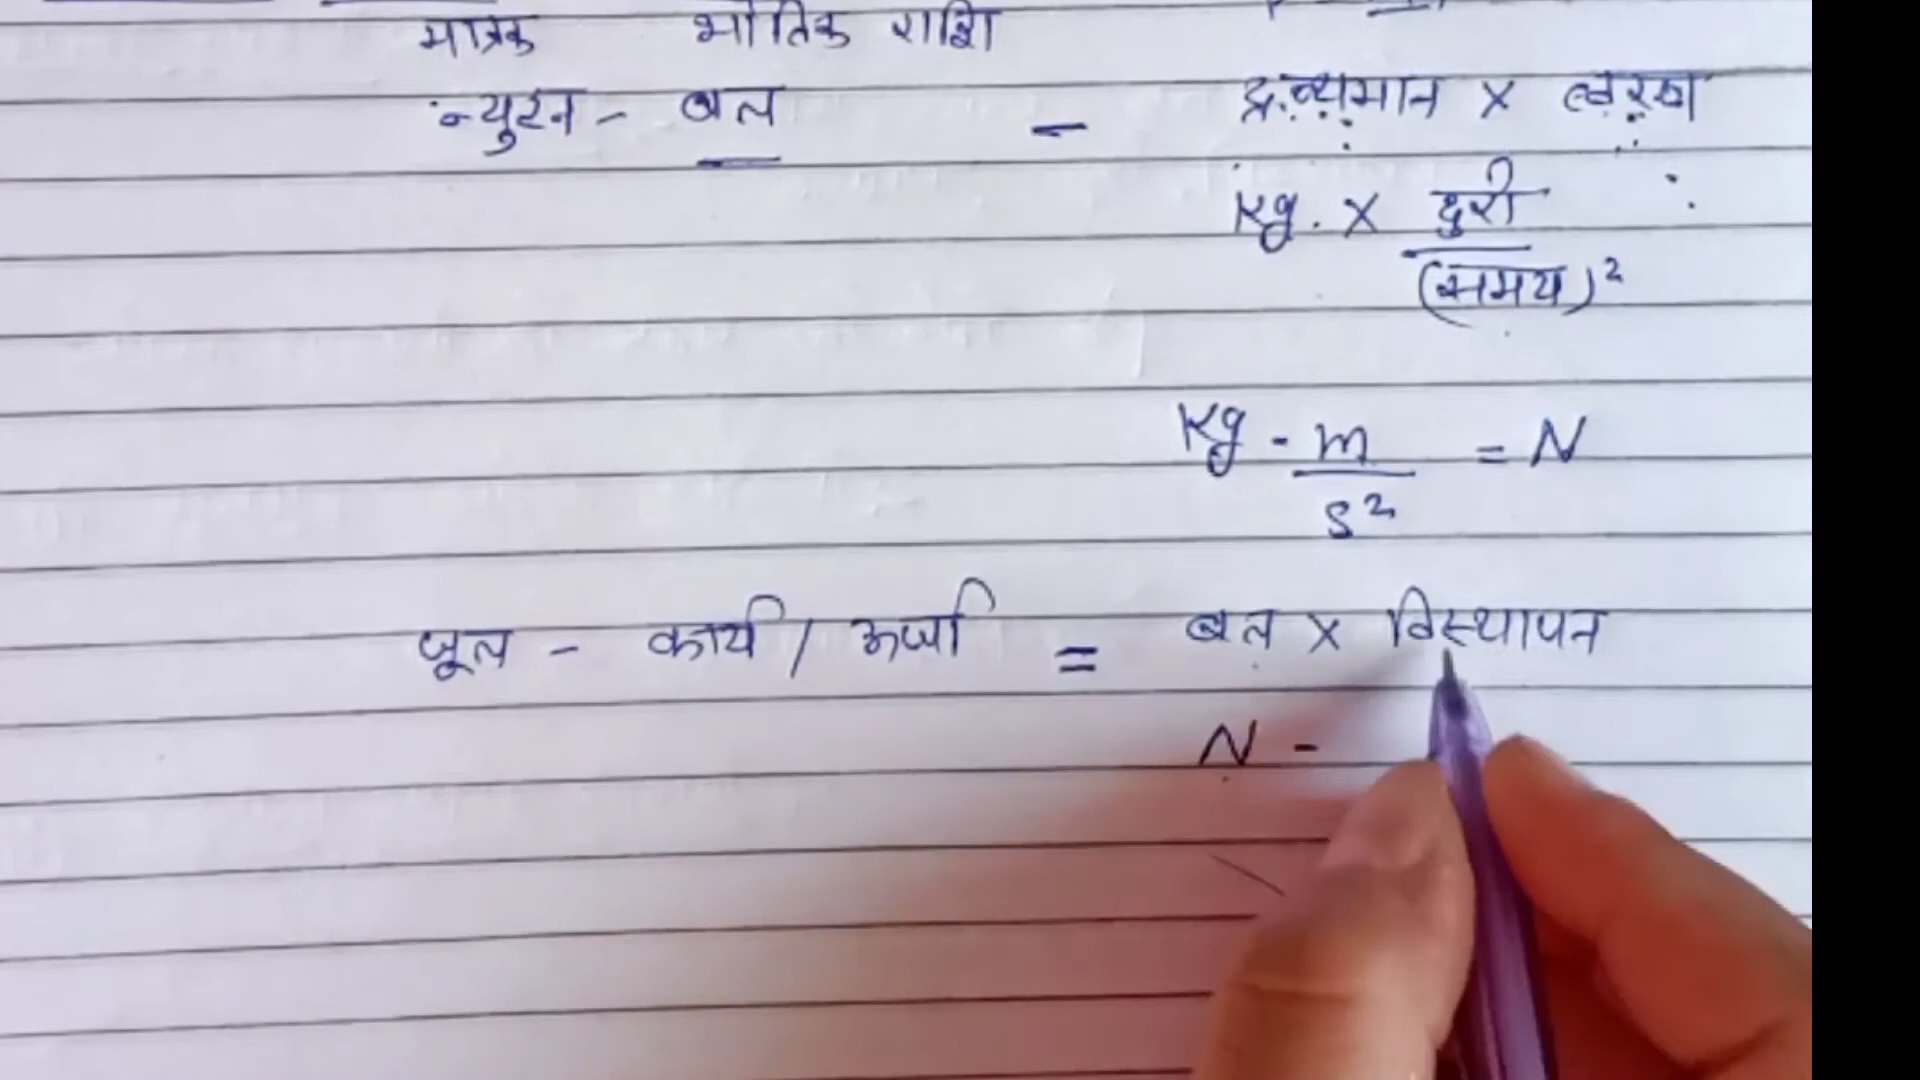 मात्रक भौतिक राशि
न्युटन - बल - द्रव्यमान × त्वरण
Kg. × दुरी
(समय)²
Kg - m = N
s²
जूल - कार्य / ऊर्जा = बल × विस्थापन
N -